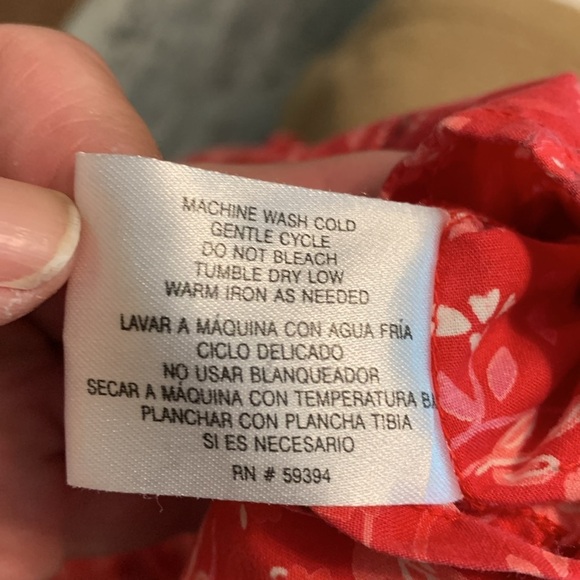 MACHINE WASH COLD
GENTLE CYCLE
DO NOT BLEACH
TUMBLE DRY LOW
WARM IRON AS NEEDED
LAVAR A MÁQUINA CON AGUA FRÍA
CICLO DELICADO
NO USAR BLANQUEADOR
SECAR A MÁQUINA CON TEMPERATURA
PLANCHAR CON PLANCHA TIBIA
SI ES NECESARIO
RN # 59394